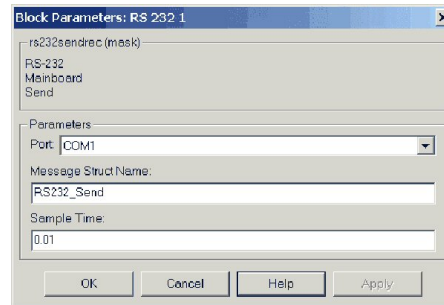 Block Parameters: RS 232 1
rs232sendrec (mask)
RS-232
Mainboard
Send
Parameters
Port: COM1
Message Struct Name:
RS232_Send
Sample Time:
0.01
OK Cancel Help Apply